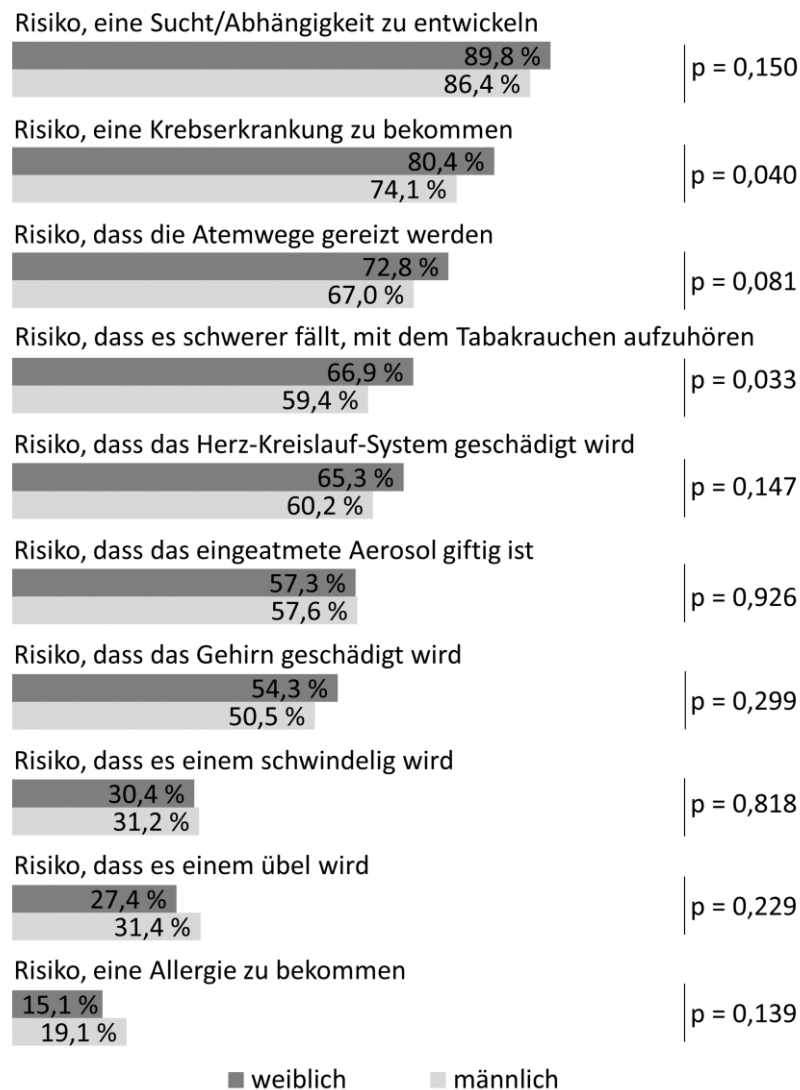 Risiko, eine Sucht/Abhängigkeit zu entwickeln
89,8 %
86,4 %
p = 0,150
Risiko, eine Krebserkrankung zu bekommen
80,4 %
74,1 %
p = 0,040
Risiko, dass die Atemwege gereizt werden
72,8 %
67,0 %
p = 0,081
Risiko, dass es schwerer fällt, mit dem Tabakrauchen aufzuhören
66,9 %
59,4 %
p = 0,033
Risiko, dass das Herz-Kreislauf-System geschädigt wird
65,3 %
60,2 %
p = 0,147
Risiko, dass das eingeatmete Aerosol giftig ist
57,3 %
57,6 %
p = 0,926
Risiko, dass das Gehirn geschädigt wird
54,3 %
50,5 %
p = 0,299
Risiko, dass es einem schwindelig wird
30,4 %
31,2 %
p = 0,818
Risiko, dass es einem übel wird
27,4 %
31,4 %
p = 0,229
Risiko, eine Allergie zu bekommen
15,1 %
19,1 %
p = 0,139
weiblich männlich